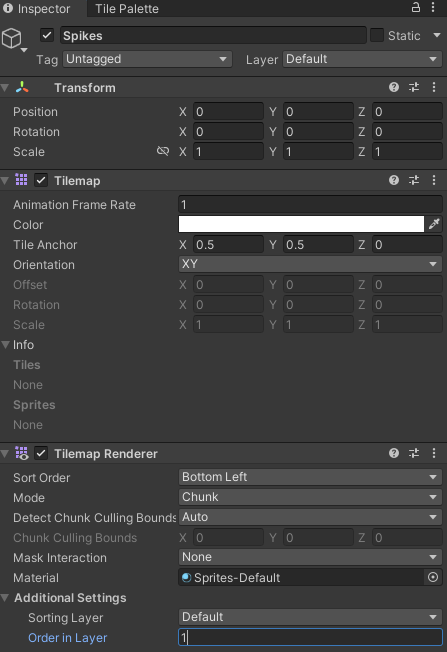 Inspector Tile Palette
Spikes Static
Tag Untagged Layer Default
Transform
Position X 0 Y 0 Z 0
Rotation X 0 Y 0 Z 0
Scale X 1 Y 1 Z 1
Tilemap
Animation Frame Rate 1
Color
Tile Anchor X 0.5 Y 0.5 Z 0
Orientation XY
Offset X 0 Y 0 Z 0
Rotation X 0 Y 0 Z 0
Scale X 1 Y 1 Z 1
Info
Tiles
None
Sprites
None
Tilemap Renderer
Sort Order Bottom Left
Mode Chunk
Detect Chunk Culling Bounds Auto
Chunk Culling Bounds X 0 Y 0 Z 0
Mask Interaction None
Material Sprites-Default
Additional Settings
Sorting Layer Default
Order in Layer 1